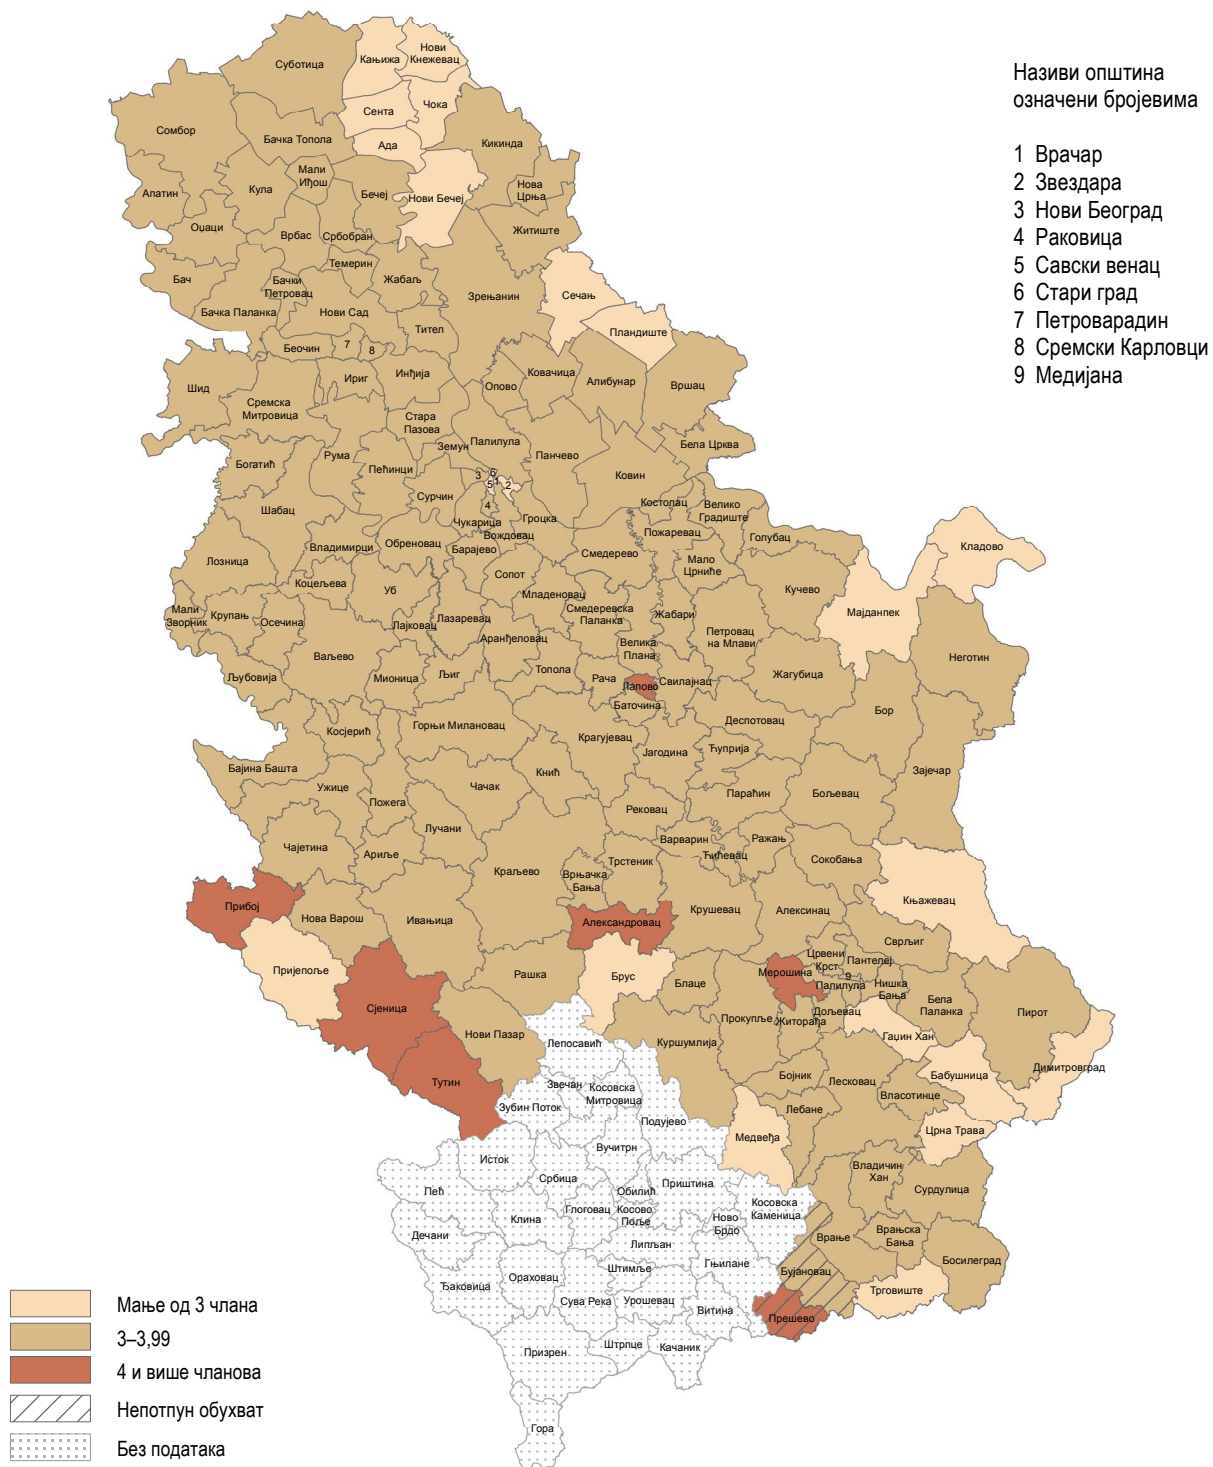 Називи општина
означени бројевима
1 Врачар
2 Звездара
3 Нови Београд
4 Раковица
5 Савски венац
6 Стари град
7 Петроварадин
8 Сремски Карловци
9 Медијана
Суботица
Кањижа
Нови
Кнежевац
Сента
Чока
Сомбор
Бачка Топола
Ада
Кикинда
Мали
Иђош
Апатин
Кула
Бечеј
Нови Бечеј
Нова
Црња
Оџаци
Врбас
Србобран
Житиште
Темерин
Бач
Бачки
Петровац
Жабаљ
Зрењанин
Сечањ
Бачка Паланка
Нови Сад
Тител
Пландиште
Беочин
7
8
Шид
Ириг
Инђија
Опово
Ковачица
Алибунар
Вршац
Сремска
Митровица
Стара
Пазова
Земун
Палилула
Бела Црква
Богатић
Рума
Пећинци
Панчево
Ковин
3
6
5
1
2
4
Сурчин
Шабац
Костолац
Велико
Градиште
Чукарица
Гроцка
Вождовац
Пожаревац
Голубац
Кладово
Владимирци
Обреновац
Барајево
Смедерево
Мало
Црниће
Лозница
Коцељева
Уб
Сопот
Кучево
Мали
Зворник
Крупањ
Осечина
Лајковац
Лазаревац
Младеновац
Смедеревска
Паланка
Жабари
Мајданпек
Аранђеловац
Велика
Плана
Петровац
на Млави
Ваљево
Неготин
Љубовија
Мионица
Љиг
Топола
Рача
Лапово
Свилајнац
Жагубица
Баточина
Косјерић
Горњи Милановац
Крагујевац
Деспотовац
Бор
Јагодина
Ћуприја
Бајина Башта
Ужице
Пожега
Чачак
Кнић
Параћин
Бољевац
Зајечар
Рековац
Лучани
Чајетина
Ариље
Варварин
Ражањ
Краљево
Врњачка
Бања
Трстеник
Ћићевац
Сокобања
Прибој
Нова Варош
Ивањица
Александровац
Крушевац
Алексинац
Књажевац
Пријепоље
Рашка
Брус
Блаце
Мерошина
Црвени
Крст
Пантелеј
Сврљиг
9
Палилула
Нишка
Бања
Бела
Паланка
Пирот
Сјеница
Нови Пазар
Прокупље
Житорађа
Дољевац
Гаџин Хан
Куршумлија
Лепосавић
Тутин
Звечан
Косовска
Митровица
Бојник
Лесковац
Бабушница
Димитровград
Зубин Поток
Лебане
Власотинце
Подујево
Медвеђа
Црна Трава
Вучитрн
Исток
Србица
Приштина
Владичин
Хан
Сурдулица
Пећ
Обилић
Косовска
Каменица
Клина
Глоговац
Косово
Поље
Ново
Брдо
Врање
Врањска
Бања
Дечани
Липљан
Гњилане
Босилеград
Штимље
Бујановац
Ђаковица
Ораховац
Сува Река
Урошевац
Витина
Трговиште
Прешево
Призрен
Штрпце
Качаник
Гора
Мање од 3 члана
3–3,99
4 и више чланова
Непотпун обухват
Без података